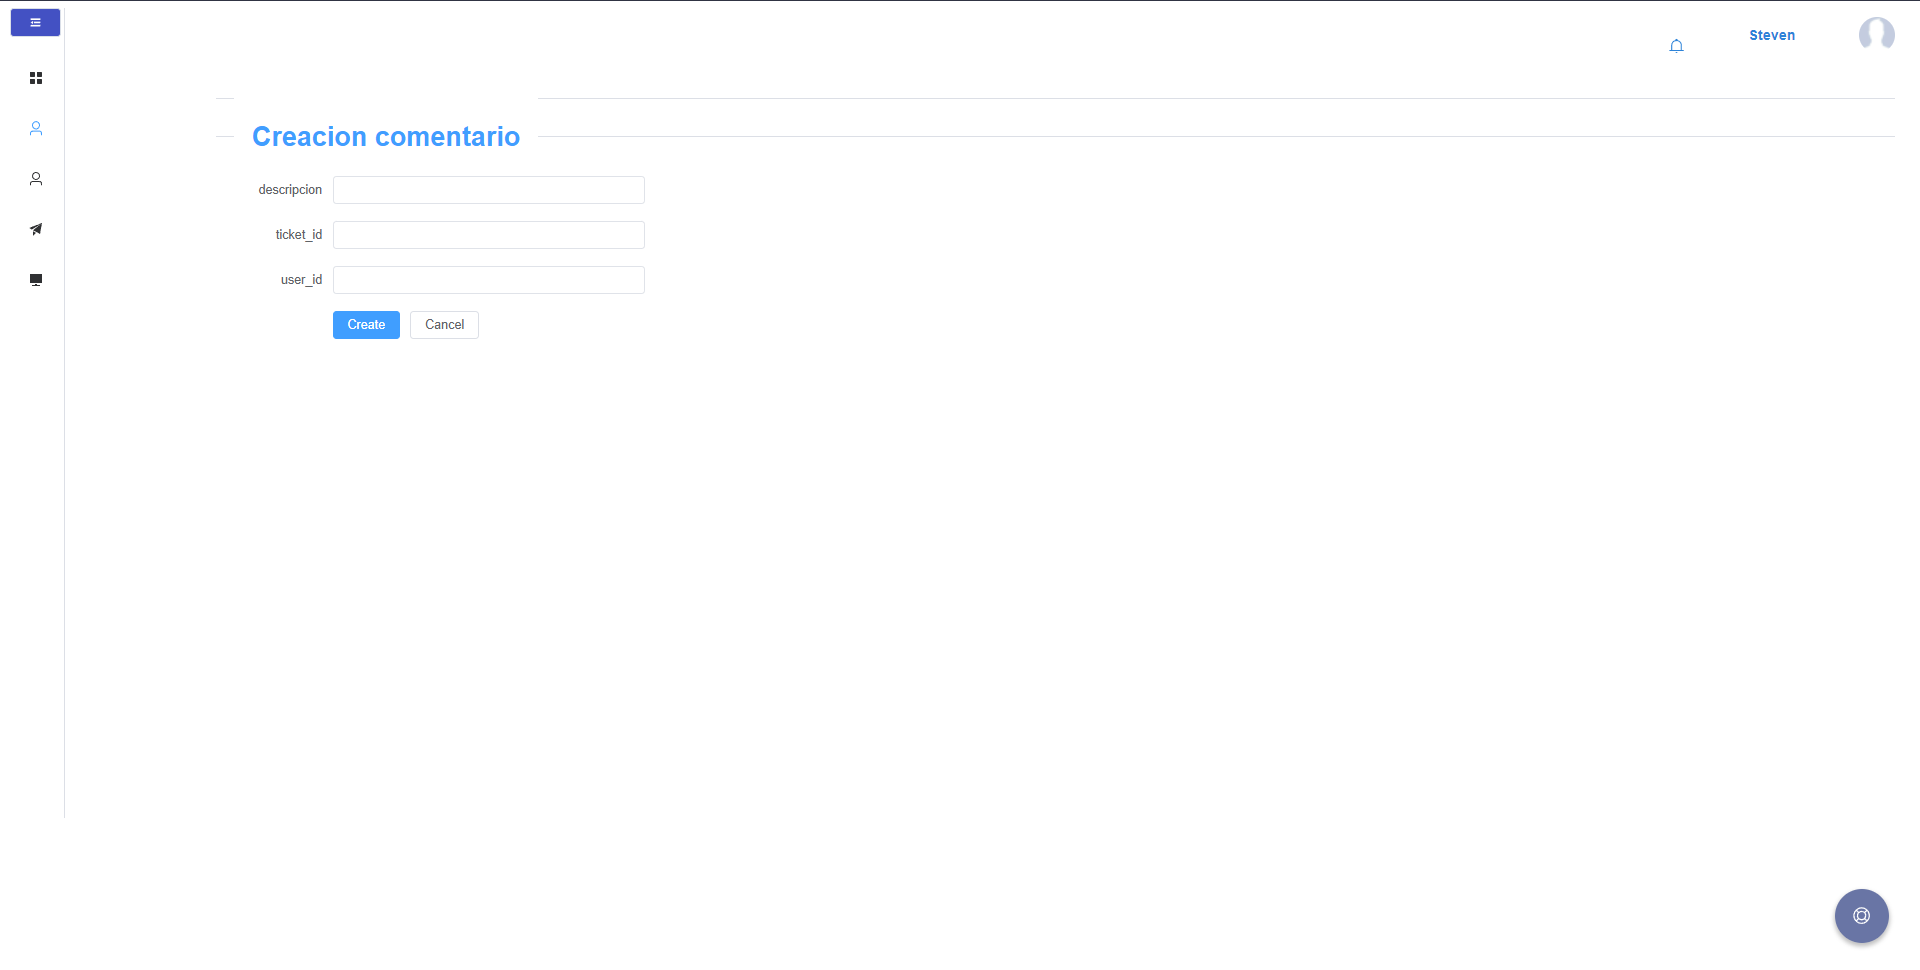 Steven
Creacion comentario
descripcion
ticket_id
user_id
Create Cancel